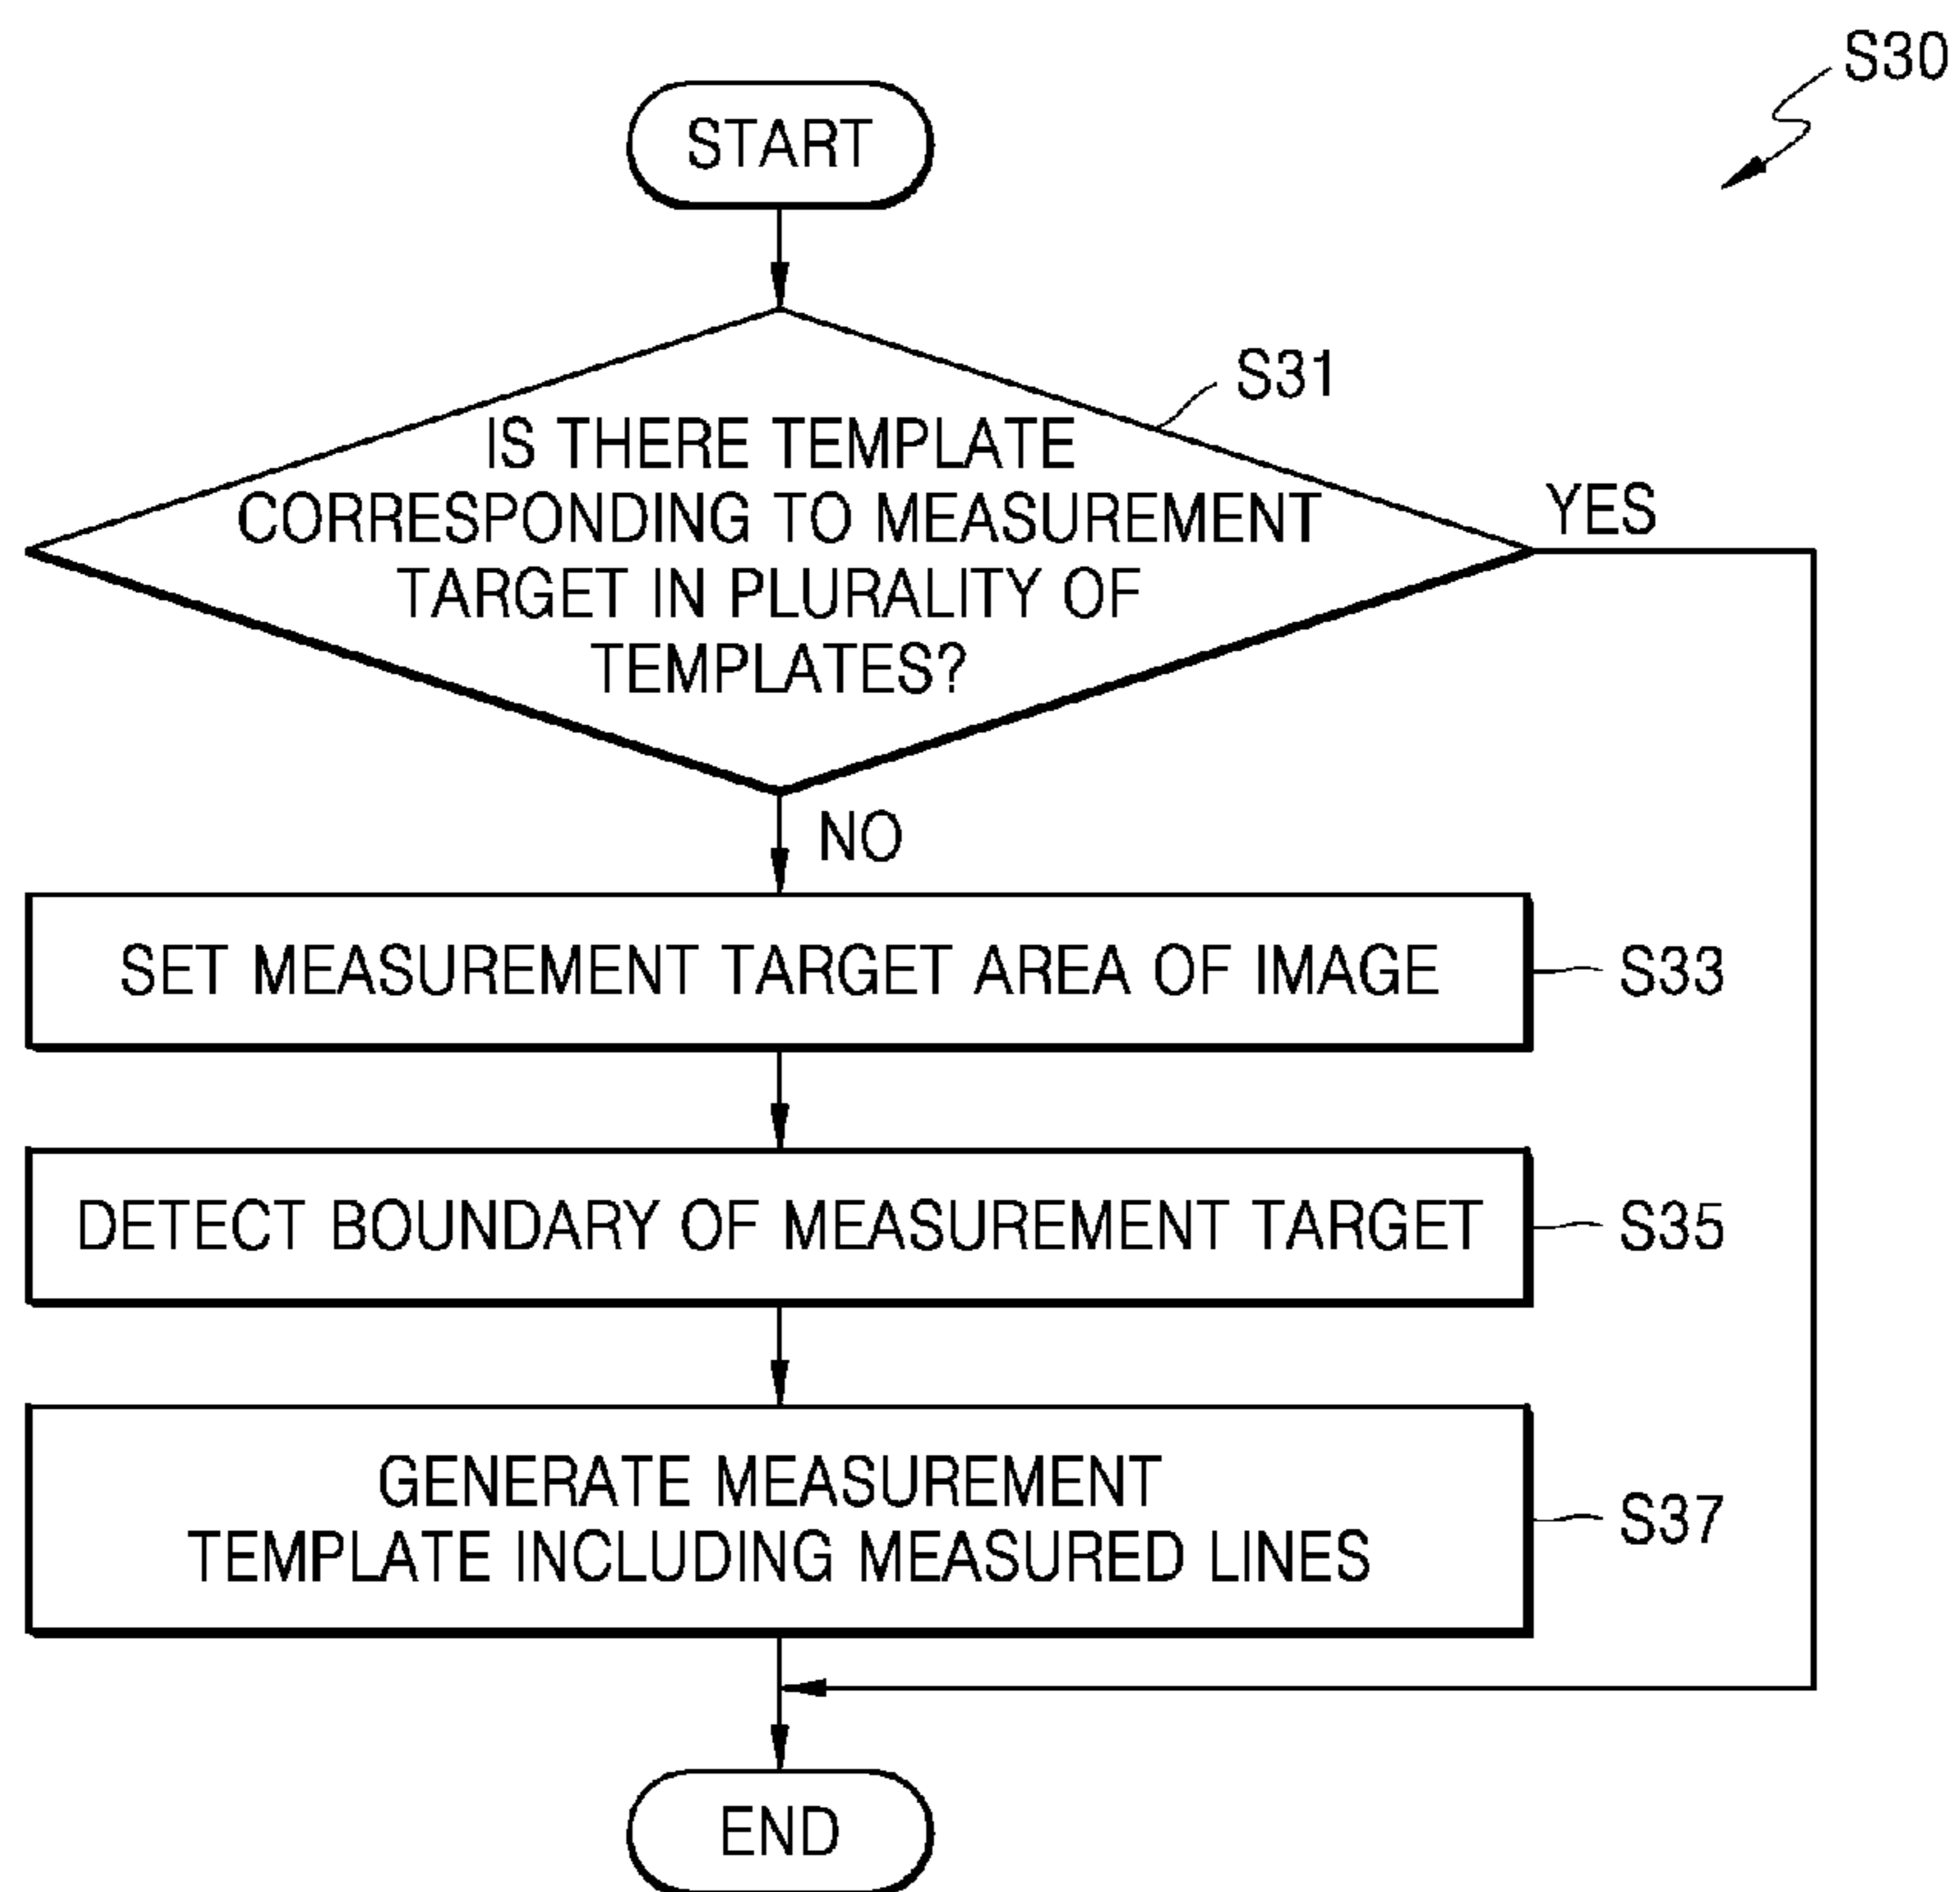 S30
START
S31
IS THERE TEMPLATE
CORRESPONDING TO MEASUREMENT
TARGET IN PLURALITY OF
TEMPLATES?
YES
NO
SET MEASUREMENT TARGET AREA OF IMAGE
S33
DETECT BOUNDARY OF MEASUREMENT TARGET
S35
GENERATE MEASUREMENT
TEMPLATE INCLUDING MEASURED LINES
S37
END